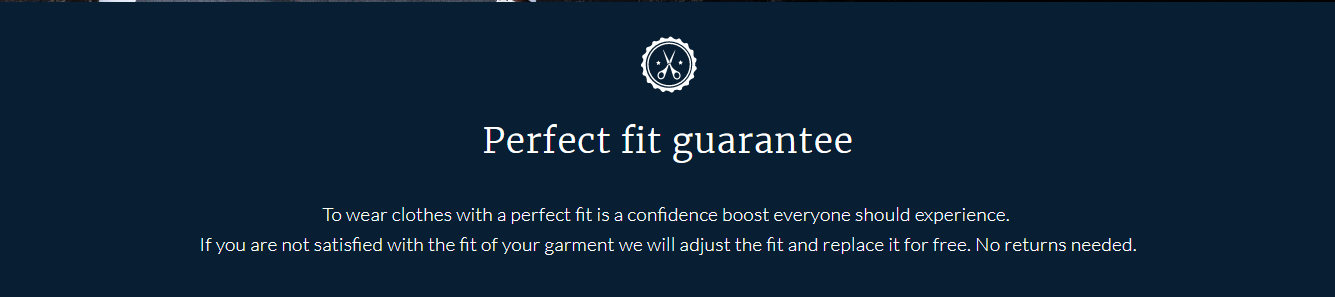 Perfect fit guarantee
To wear clothes with a perfect fit is a confidence boost everyone should experience.
If you are not satisfied with the fit of your garment we will adjust the fit and replace it for free. No returns needed.